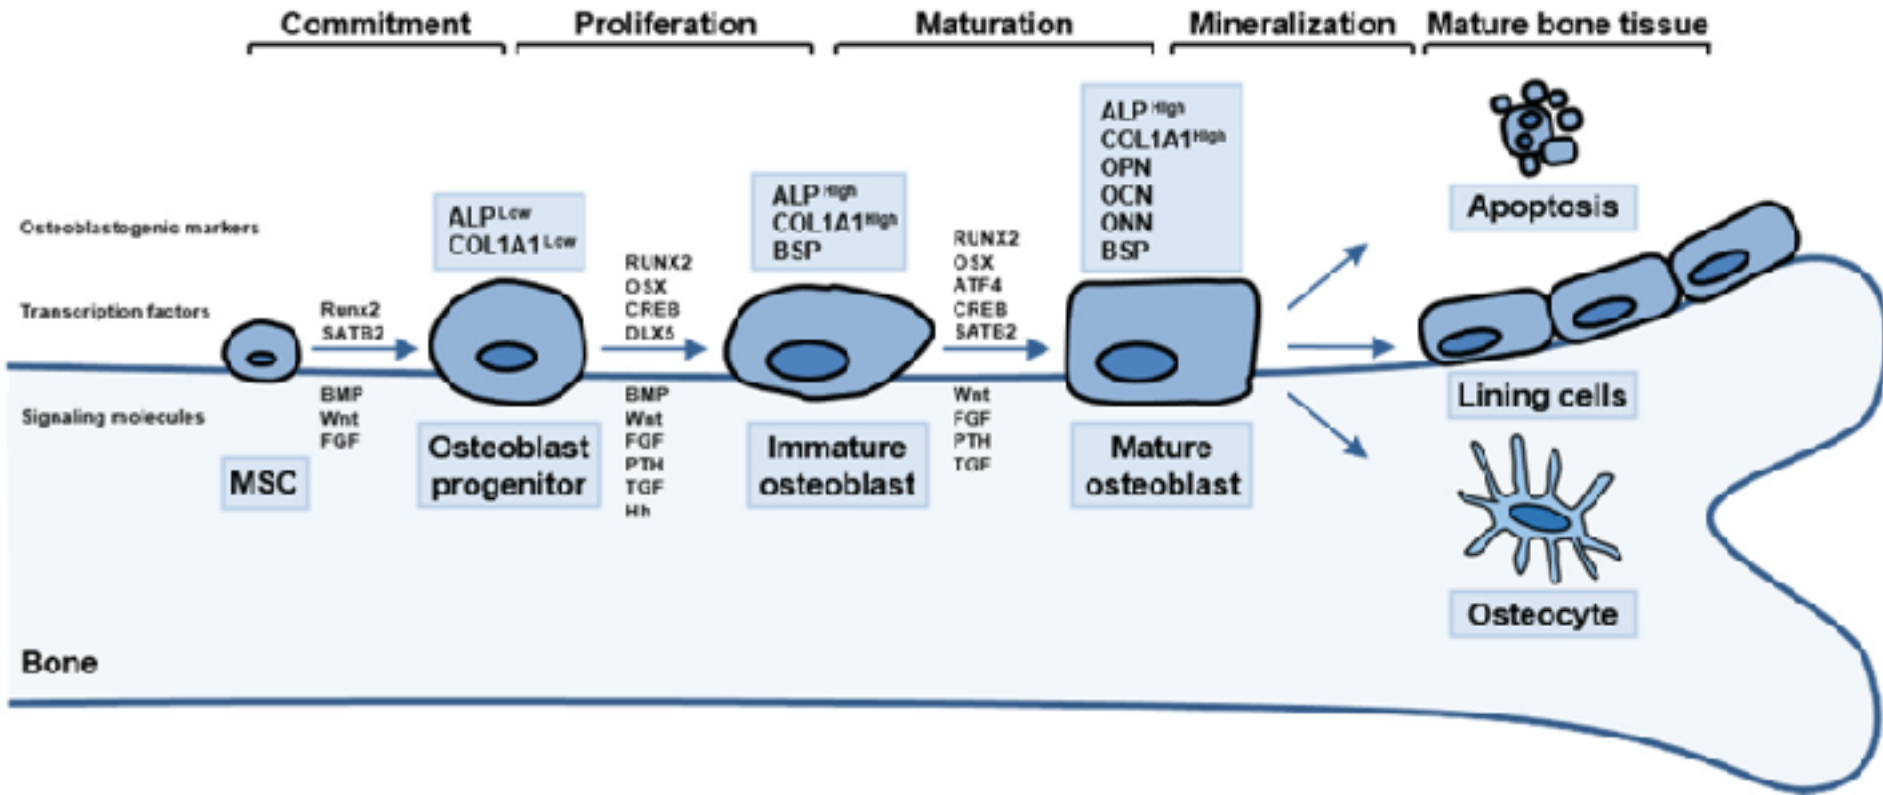 Commitment
Proliferation
Maturation
Mineralization
Mature bone tissue
Osteoblastogenic markers
Transcription factors
Signaling molecules
MSC
Runx2
SATB2
BMP
Wnt
FGF
ALP Low
COL1A1 Low
Osteoblast
progenitor
RUNX2
OSX
CREB
DLX5
BMP
Wnt
FGF
PTH
TGF
Hh
ALP High
COL1A1 High
BSP
Immature
osteoblast
RUNX2
OSX
ATF4
CREB
SATB2
Wnt
FGF
PTH
TGF
ALP High
COL1A1 High
OPN
OCN
ONN
BSP
Mature
osteoblast
Apoptosis
Lining cells
Osteocyte
Bone